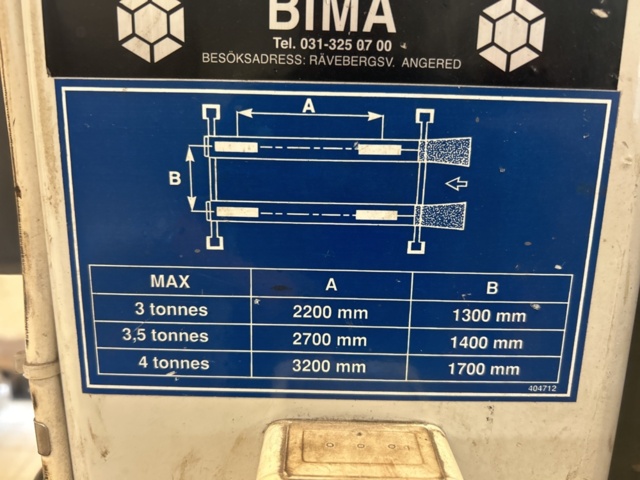 BIMA
Tel. 031-325 07 00
BESÖKSADRESS: RÄVEBERGSV. ANGERED
A
B
MAX A B
3 tonnes 2200 mm 1300 mm
3,5 tonnes 2700 mm 1400 mm
4 tonnes 3200 mm 1700 mm
404712